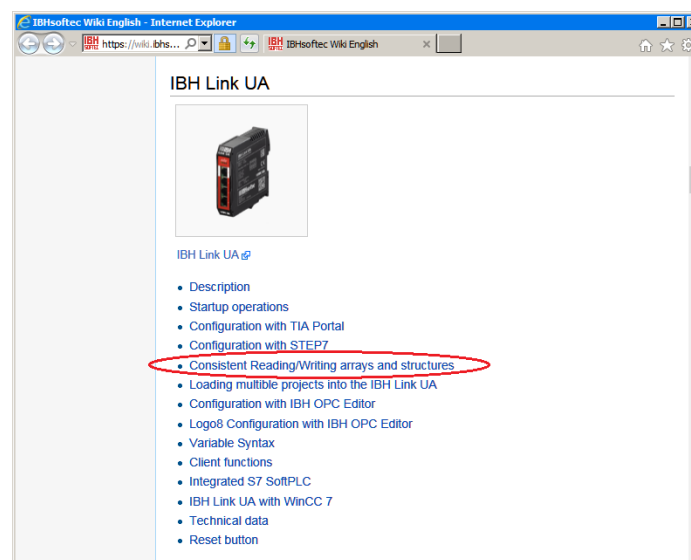 IBHsoftec Wiki English - Internet Explorer
https://wiki.ibhs...
IBH
SOFTEC
IBHsoftec Wiki English
IBH Link UA
IBH Link UA
Description
Startup operations
Configuration with TIA Portal
Configuration with STEP7
Consistent Reading/Writing arrays and structures
Loading multiple projects into the IBH Link UA
Configuration with IBH OPC Editor
Logo8 Configuration with IBH OPC Editor
Variable Syntax
Client functions
Integrated S7 SoftPLC
IBH Link UA with WinCC 7
Technical data
Reset button